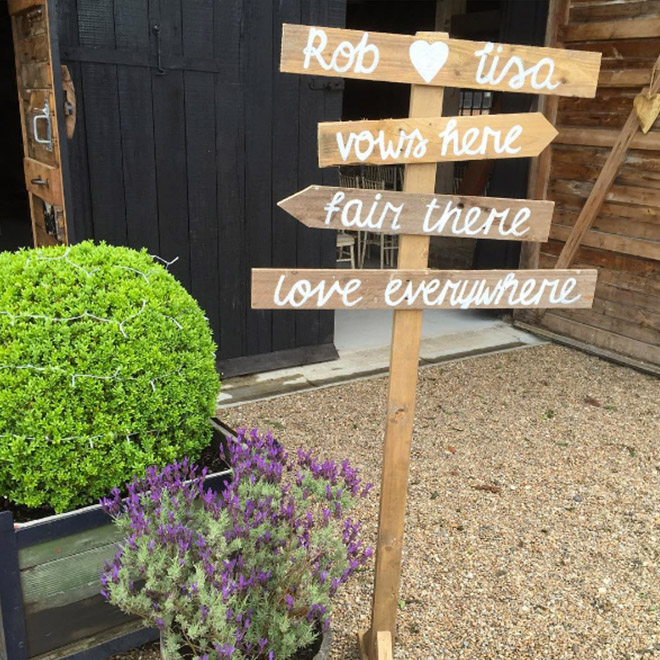 Rob ♥ Lisa
vows here
fair there
love everywhere